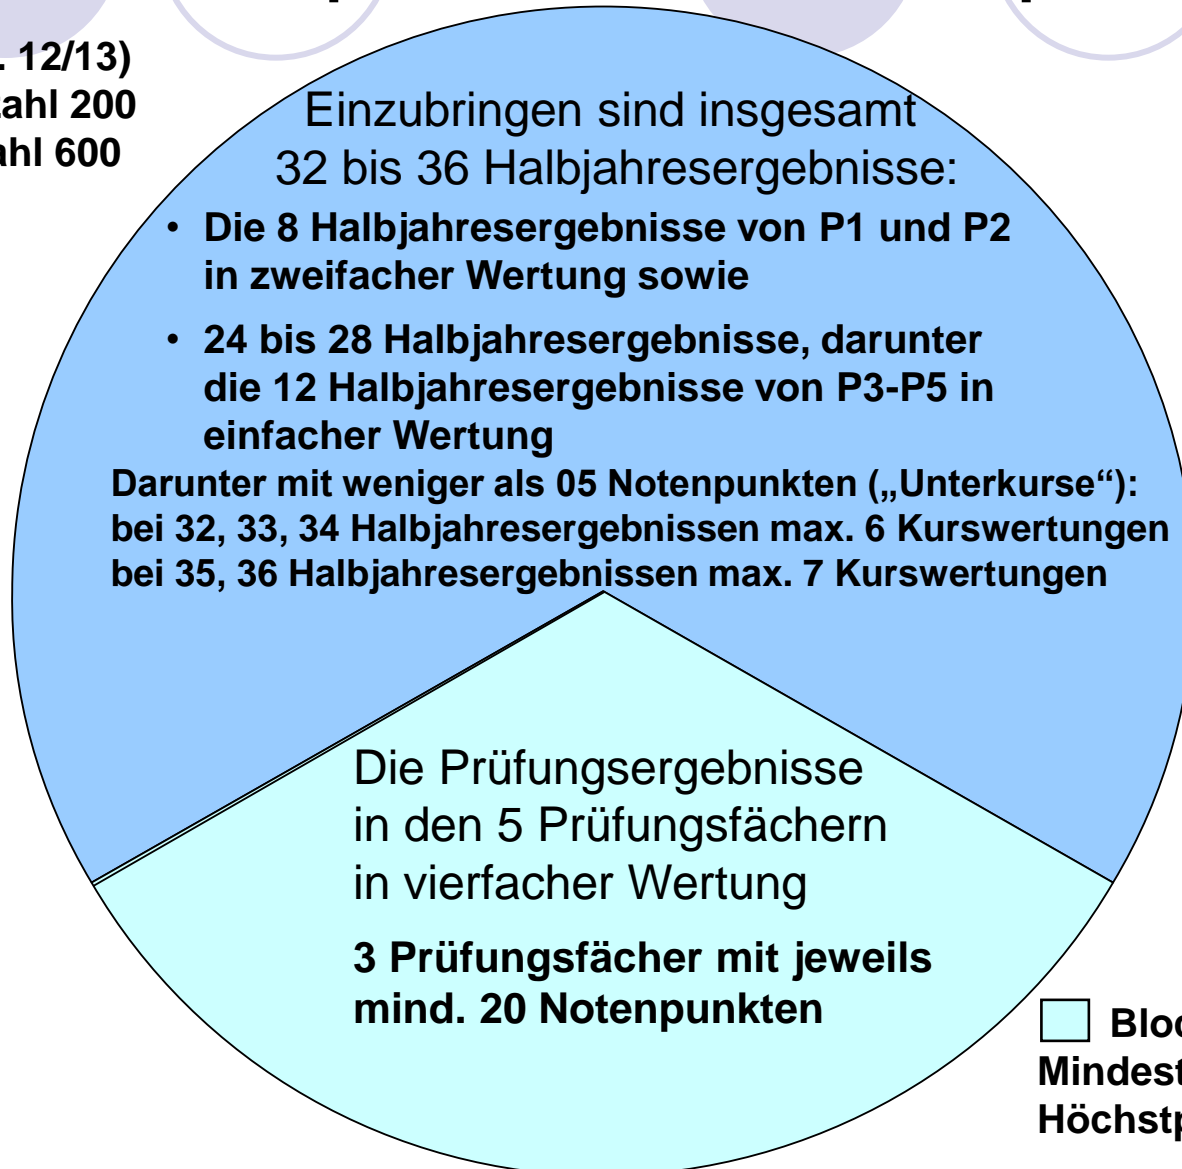 . 12/13)
zahl 200
ahl 600
Einzubringen sind insgesamt
32 bis 36 Halbjahresergebnisse:
• Die 8 Halbjahresergebnisse von P1 und P2
in zweifacher Wertung sowie
• 24 bis 28 Halbjahresergebnisse, darunter
die 12 Halbjahresergebnisse von P3-P5 in
einfacher Wertung
Darunter mit weniger als 05 Notenpunkten („Unterkurse“):
bei 32, 33, 34 Halbjahresergebnissen max. 6 Kurswertungen
bei 35, 36 Halbjahresergebnissen max. 7 Kurswertungen
Die Prüfungsergebnisse
in den 5 Prüfungsfächern
in vierfacher Wertung
3 Prüfungsfächer mit jeweils
mind. 20 Notenpunkten
Bloc
Mindest
Höchstp